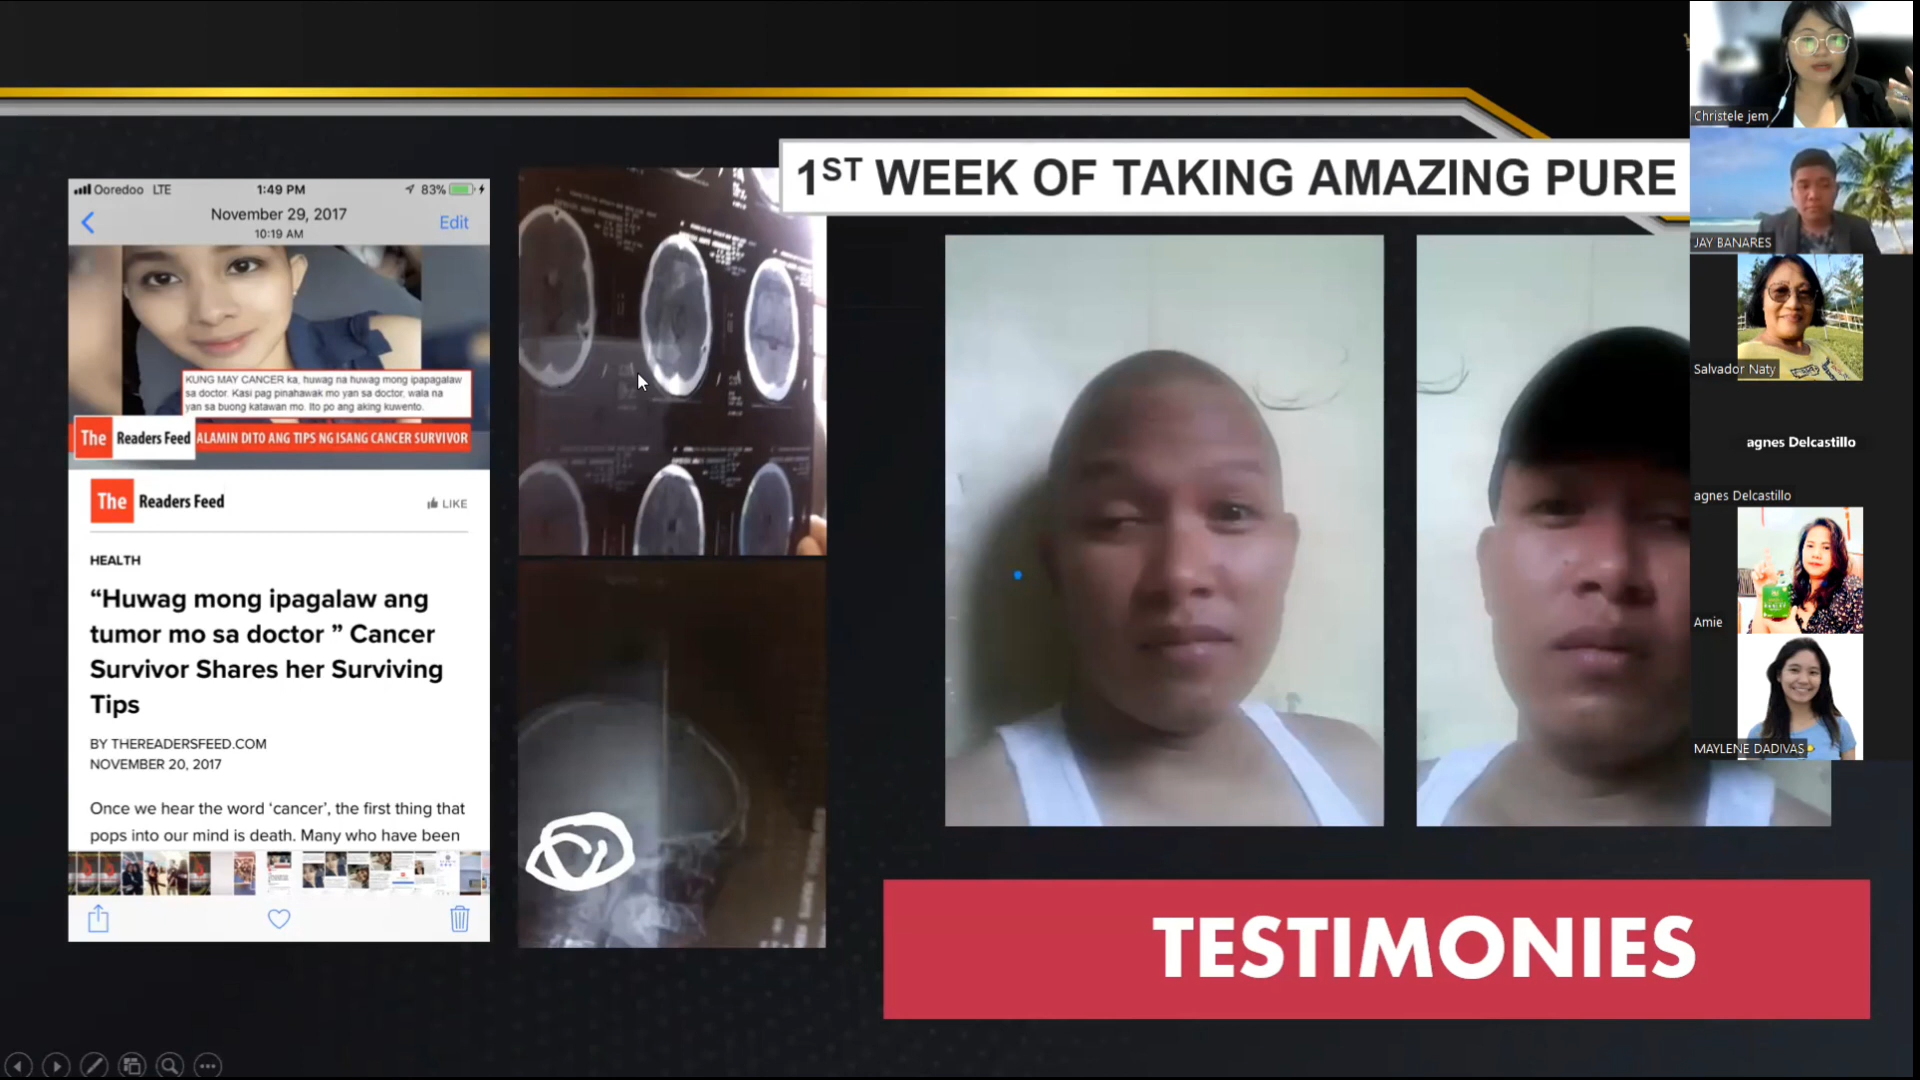 1ST WEEK OF TAKING AMAZING PURE
Ooredoo LTE 1:49 PM 83%
November 29, 2017
10:19 AM
Edit
KUNG MAY CANCER ka, huwag na huwag mong ipapagalaw
sa doctor. Kasi pag pinahawak mo yan sa doctor, wala na
yan sa buong katawan mo. Ito po ang aking kuwento.
The Readers Feed ALAMIN DITO ANG TIPS NG ISANG CANCER SURVIVOR
The Readers Feed
LIKE
HEALTH
“Huwag mong ipagalaw ang
tumor mo sa doctor ” Cancer
Survivor Shares her Surviving
Tips
BY THEREADERSFEED.COM
NOVEMBER 20, 2017
Once we hear the word ‘cancer’, the first thing that
pops into our mind is death. Many who have been
TESTIMONIES
Christele jem
JAY BANARES
Salvador Naty
agnes Delcastillo
agnes Delcastillo
Amie
MAYLENE DADIVAS